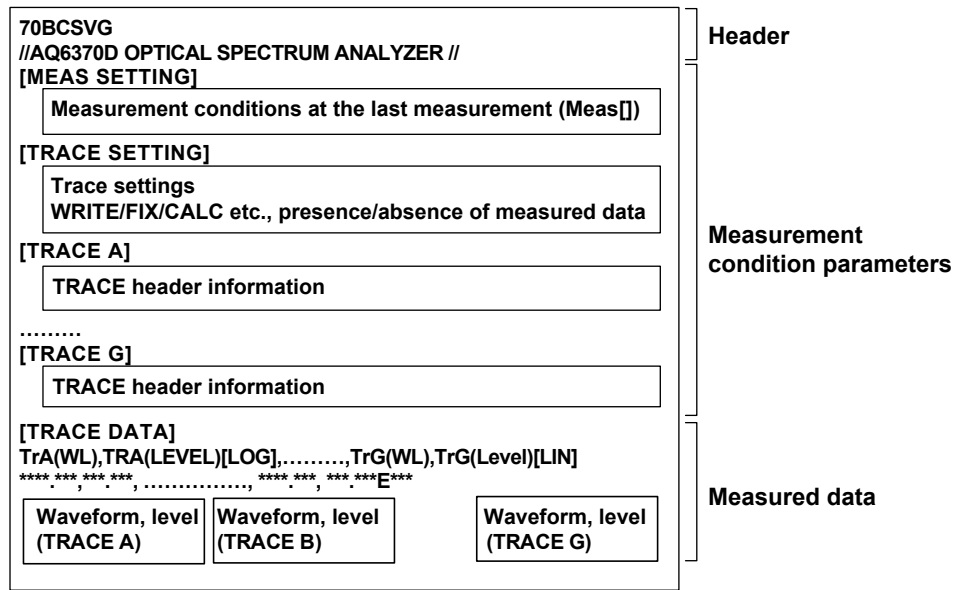 70BCSVG
//AQ6370D OPTICAL SPECTRUM ANALYZER //
[MEAS SETTING]
Measurement conditions at the last measurement (Meas[])
[TRACE SETTING]
Trace settings
WRITE/FIX/CALC etc., presence/absence of measured data
[TRACE A]
TRACE header information
………
[TRACE G]
TRACE header information
[TRACE DATA]
TrA(WL),TRA(LEVEL)[LOG],………,TrG(WL),TrG(Level)[LIN]
****.***,***.***, ……………, ****.***, ***.***E***
Waveform, level
(TRACE A)
Waveform, level
(TRACE B)
Waveform, level
(TRACE G)
Header
Measurement
condition parameters
Measured data